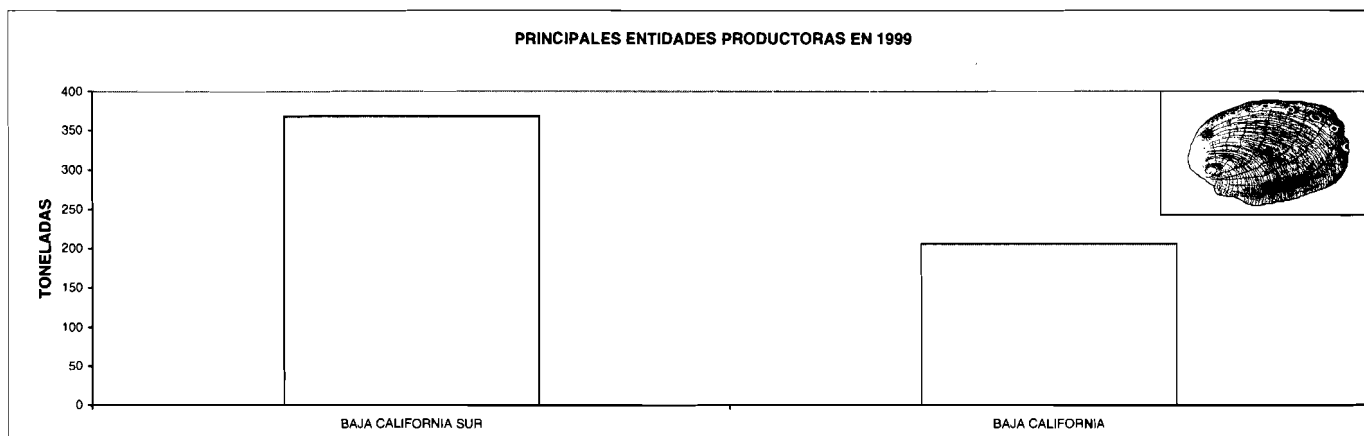 PRINCIPALES ENTIDADES PRODUCTORAS EN 1999
TONELADAS
400
350
300
250
200
150
100
50
0
BAJA CALIFORNIA SUR
BAJA CALIFORNIA